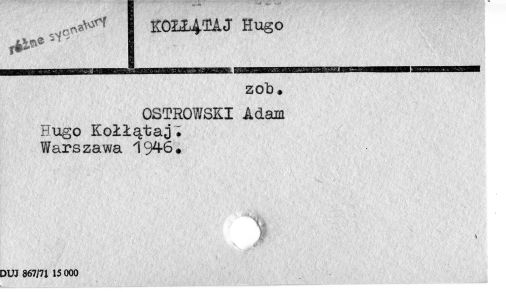 różne sygnatury
KOŁŁĄTAJ Hugo
zob.
OSTROWSKI Adam
Hugo Kołłątaj.
Warszawa 1946.
DUJ 867/71 15 000